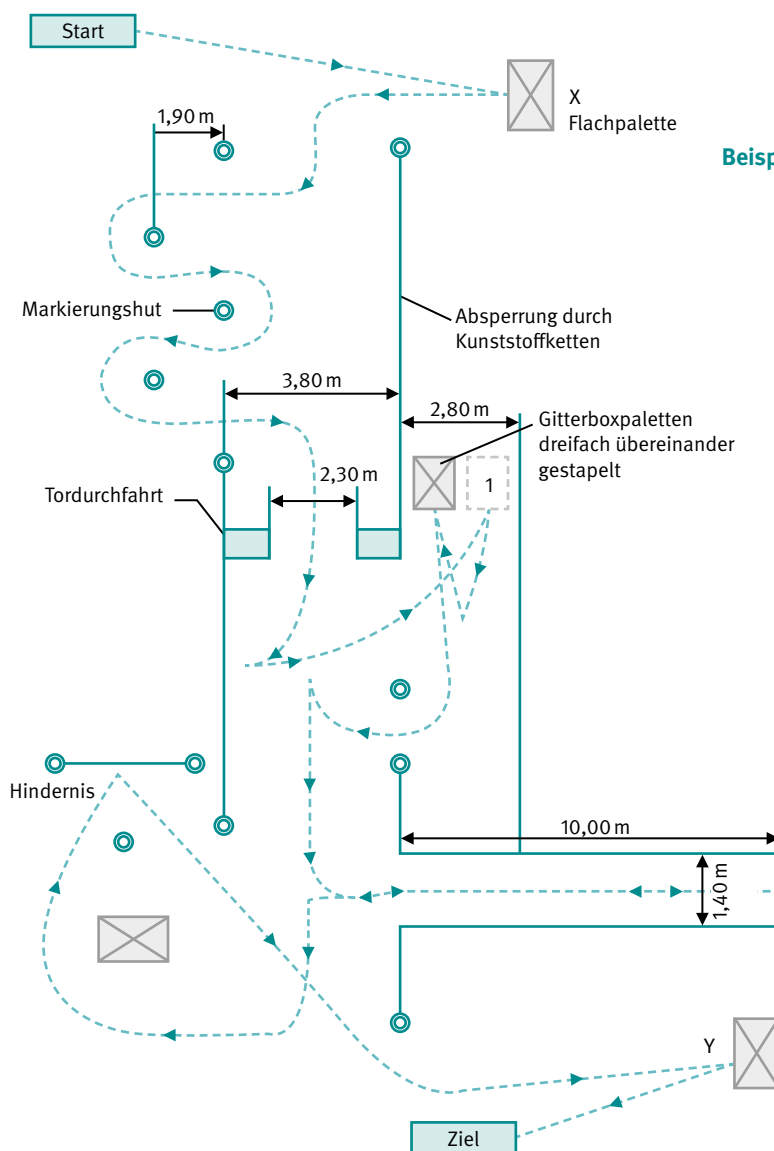 Start
X
Flachpalette
1,90 m
Beisp
Markierungshut
Absperrung durch
Kunststoffketten
3,80 m
2,80 m
Gitterboxpaletten
dreifach übereinander
gestapelt
2,30 m
1
Tordurchfahrt
Hindernis
10,00 m
1,40 m
Y
Ziel